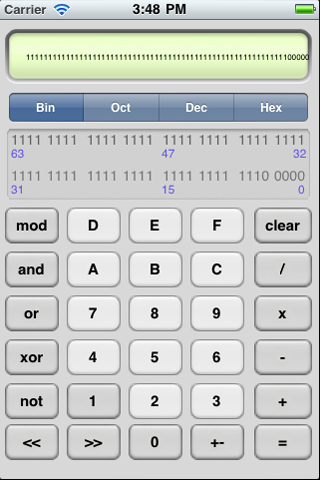 Carrier 3:48 PM
1111111111111111111111111111111111111111111111111111111111100000
Bin Oct Dec Hex
1111 1111 1111 1111 1111 1111 1111 1111
63 47 32
1111 1111 1111 1111 1111 1111 1110 0000
31 15 0
mod D E F clear
and A B C /
or 7 8 9 x
xor 4 5 6 -
not 1 2 3 +
<< >> 0 +- =